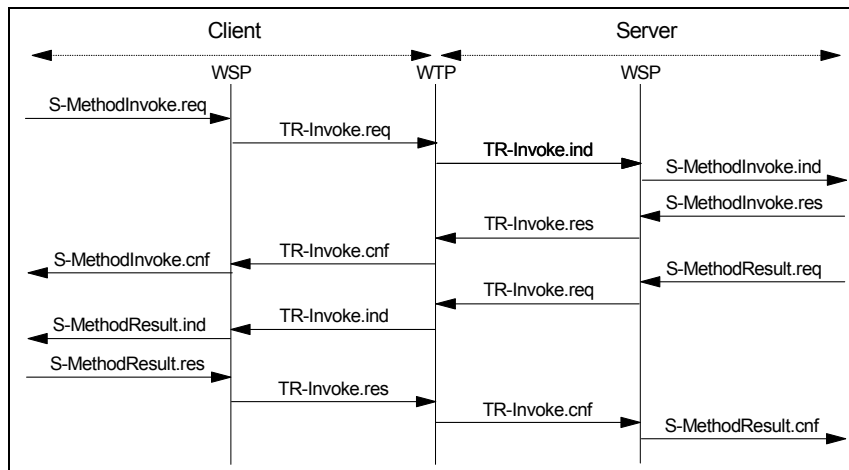 Client Server
WSP WTP WSP
S-MethodInvoke.req
TR-Invoke.req
TR-Invoke.ind
S-MethodInvoke.ind
S-MethodInvoke.res
TR-Invoke.res
TR-Invoke.cnf
S-MethodInvoke.cnf
S-MethodResult.req
TR-Invoke.req
TR-Invoke.ind
S-MethodResult.ind
S-MethodResult.res
TR-Invoke.res
TR-Invoke.cnf
S-MethodResult.cnf